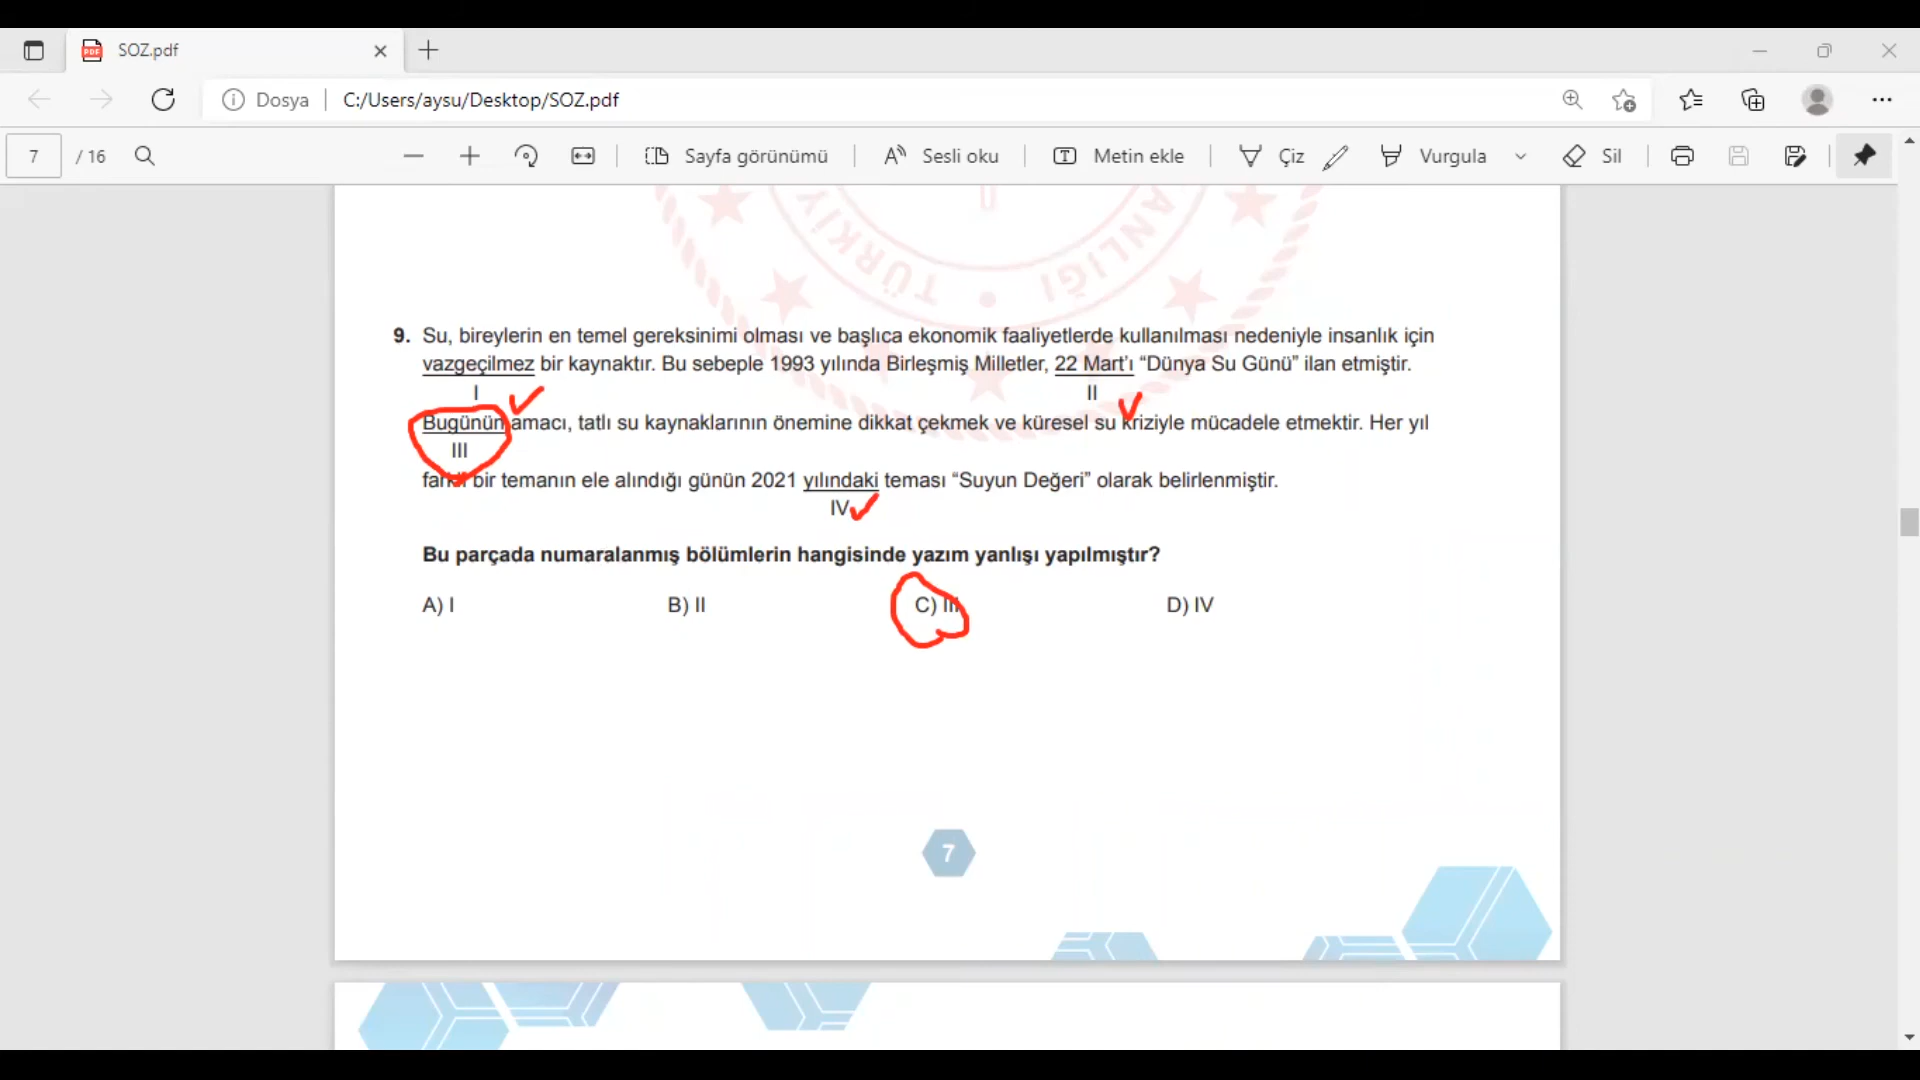 SOZ.pdf
Dosya C:/Users/aysu/Desktop/SOZ.pdf
7 / 16 Sayfa görünümü Sesli oku Metin ekle Çiz Vurgula Sil
TÜRKİY
ANLIĞI
9. Su, bireylerin en temel gereksinimi olması ve başlıca ekonomik faaliyetlerde kullanılması nedeniyle insanlık için
vazgeçilmez bir kaynaktır. Bu sebeple 1993 yılında Birleşmiş Milletler, 22 Mart’ı “Dünya Su Günü” ilan etmiştir.
I II
Bugünün amacı, tatlı su kaynaklarının önemine dikkat çekmek ve küresel su kriziyle mücadele etmektir. Her yıl
III
farklı bir temanın ele alındığı günün 2021 yılındaki teması “Suyun Değeri” olarak belirlenmiştir.
IV
Bu parçada numaralanmış bölümlerin hangisinde yazım yanlışı yapılmıştır?
A) I B) II C) III D) IV
7